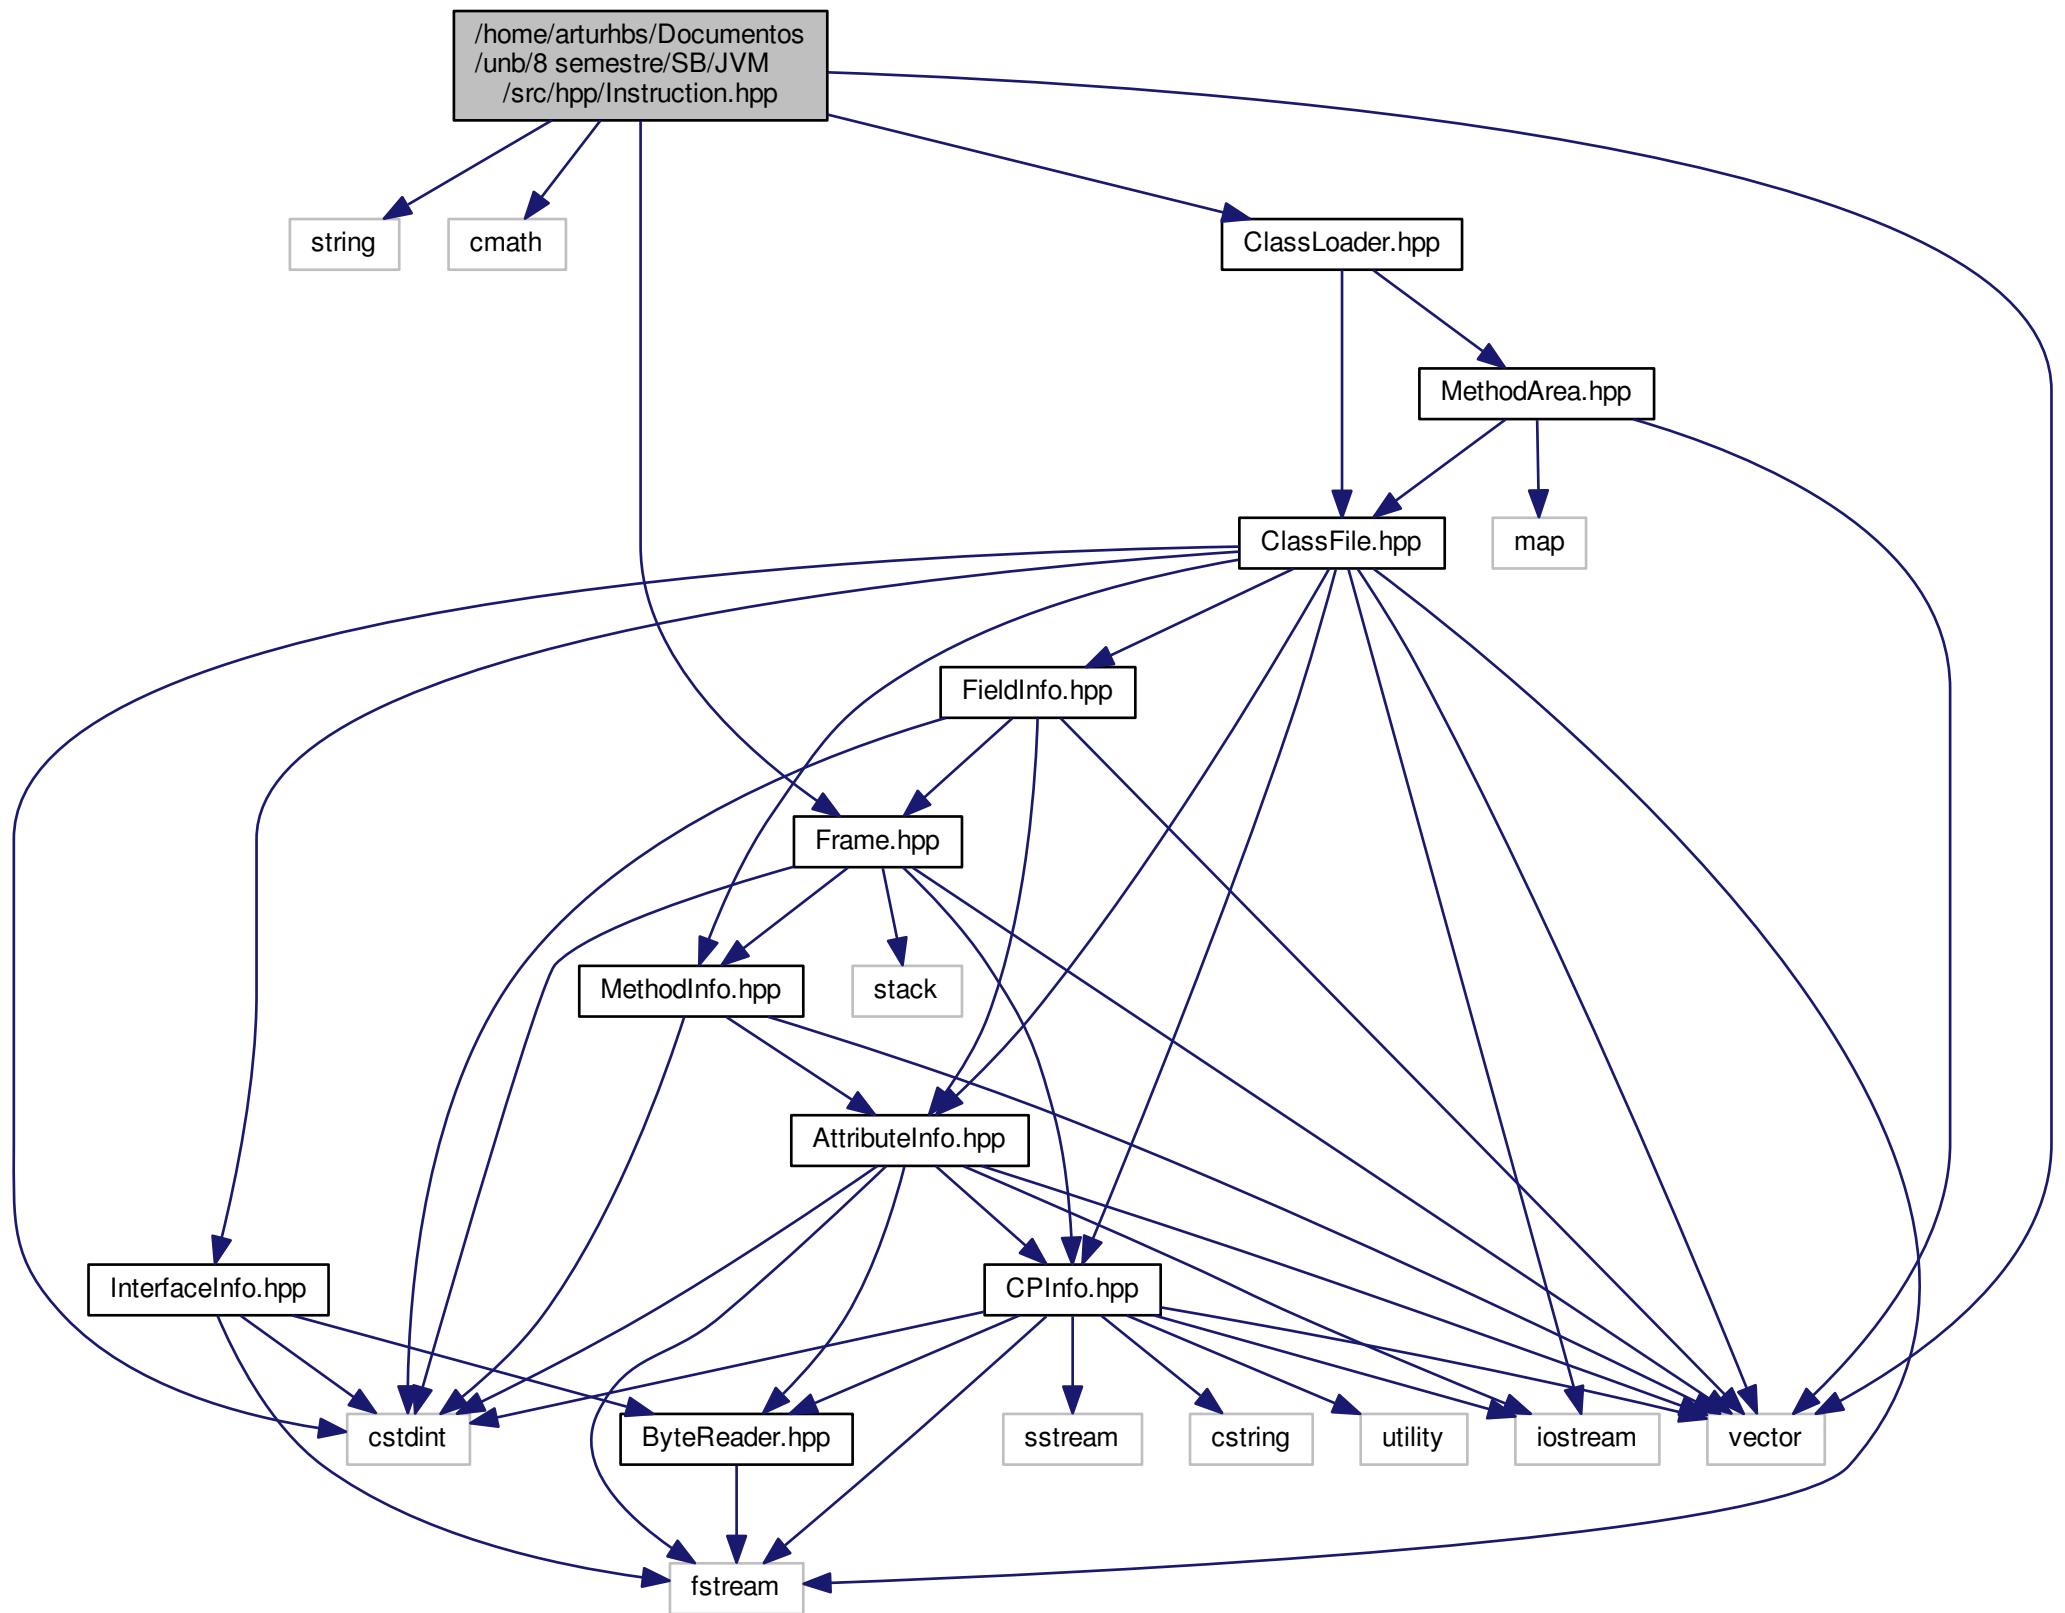 /home/arturhbs/Documentos
/unb/8 semestre/SB/JVM
/src/hpp/Instruction.hpp
string
cmath
ClassLoader.hpp
MethodArea.hpp
ClassFile.hpp
map
FieldInfo.hpp
Frame.hpp
MethodInfo.hpp
stack
AttributeInfo.hpp
InterfaceInfo.hpp
CPInfo.hpp
cstdint
ByteReader.hpp
sstream
cstring
utility
iostream
vector
fstream